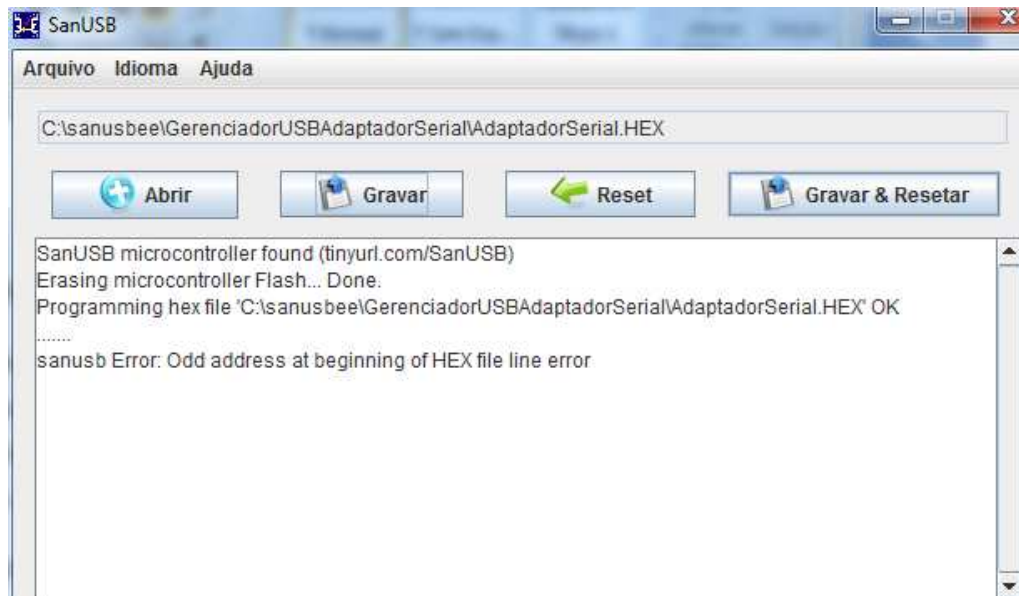 SanUSB
Arquivo Idioma Ajuda
C:\sanusbee\GerenciadorUSBAdaptadorSerial\AdaptadorSerial.HEX
Abrir Gravar Reset Gravar & Resetar
SanUSB microcontroller found (tinyurl.com/SanUSB)
Erasing microcontroller Flash... Done.
Programming hex file 'C:\sanusbee\GerenciadorUSBAdaptadorSerial\AdaptadorSerial.HEX' OK
.......
sanusb Error: Odd address at beginning of HEX file line error